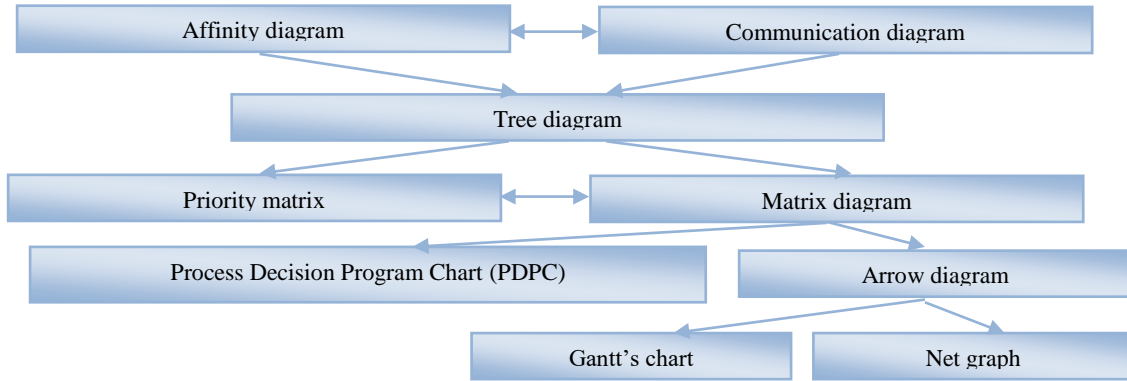 Affinity diagram
Communication diagram
Tree diagram
Priority matrix
Matrix diagram
Process Decision Program Chart (PDPC)
Arrow diagram
Gantt's chart
Net graph